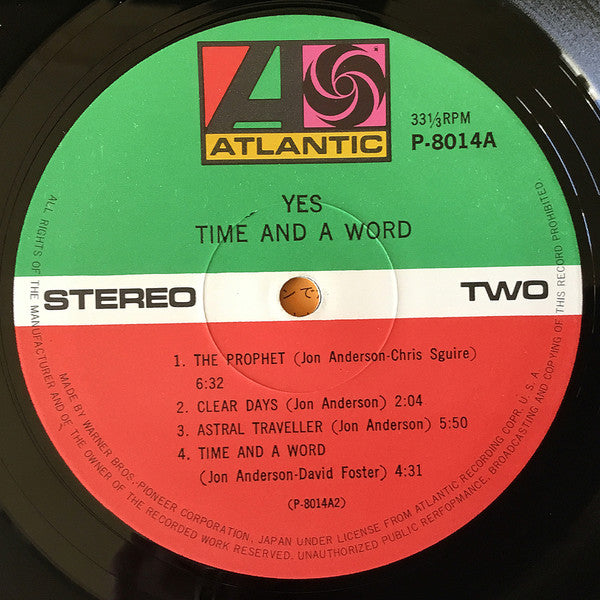 ATLANTIC
33⅓RPM
P-8014A
YES
TIME AND A WORD
STEREO
TWO
1. THE PROPHET (Jon Anderson-Chris Sguire)
6:32
2. CLEAR DAYS (Jon Anderson) 2:04
3. ASTRAL TRAVELLER (Jon Anderson) 5:50
4. TIME AND A WORD
(Jon Anderson-David Foster) 4:31
(P-8014A2)
MADE BY WARNER BROS.,PIONEER CORPORATION, JAPAN UNDER LICENSE FROM ATLANTIC RECORDING COPR. U.S.A.
ALL RIGHTS OF THE MANUFACTURER AND OF THE OWNER OF THE RECORDED WORK RESERVED. UNAUTHORIZED PUBLIC RERFOPMANCE, BROADCASTING AND COPYING OF THIS RECORD PROHIBITED